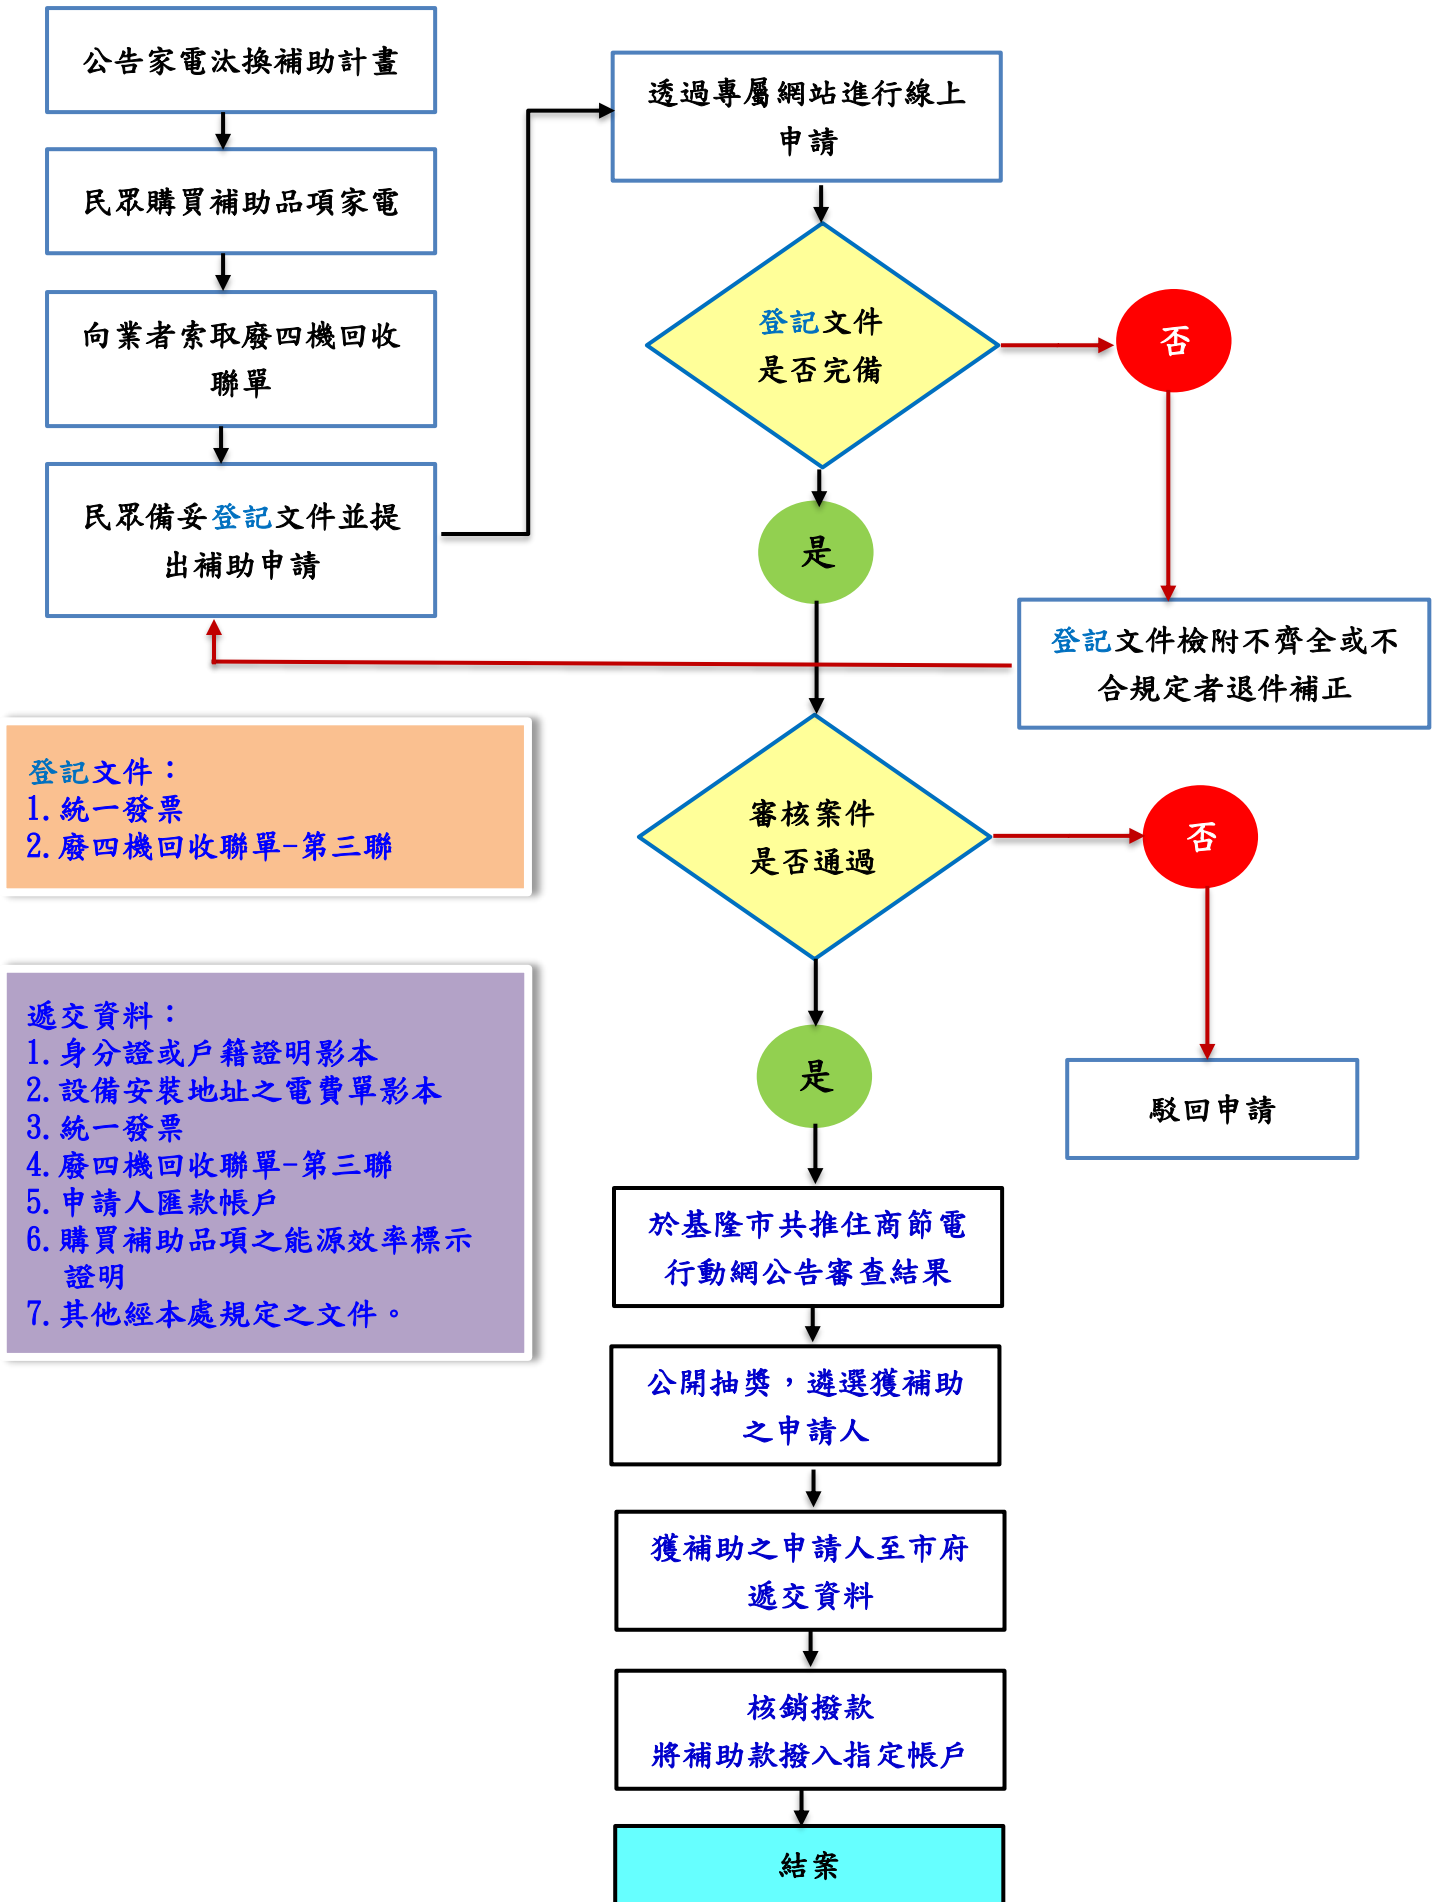 公告家電汰換補助計畫
民眾購買補助品項家電
向業者索取廢四機回收
聯單
民眾備妥登記文件並提
出補助申請
透過專屬網站進行線上
申請
登記文件
是否完備
否
是
登記文件檢附不齊全或不
合規定者退件補正
登記文件：
1.統一發票
2.廢四機回收聯單-第三聯
審核案件
是否通過
否
是
駁回申請
遞交資料：
1.身分證或戶籍證明影本
2.設備安裝地址之電費單影本
3.統一發票
4.廢四機回收聯單-第三聯
5.申請人匯款帳戶
6.購買補助品項之能源效率標示
證明
7.其他經本處規定之文件。
於基隆市共推住商節電
行動網公告審查結果
公開抽獎，遴選獲補助
之申請人
獲補助之申請人至市府
遞交資料
核銷撥款
將補助款撥入指定帳戶
結案